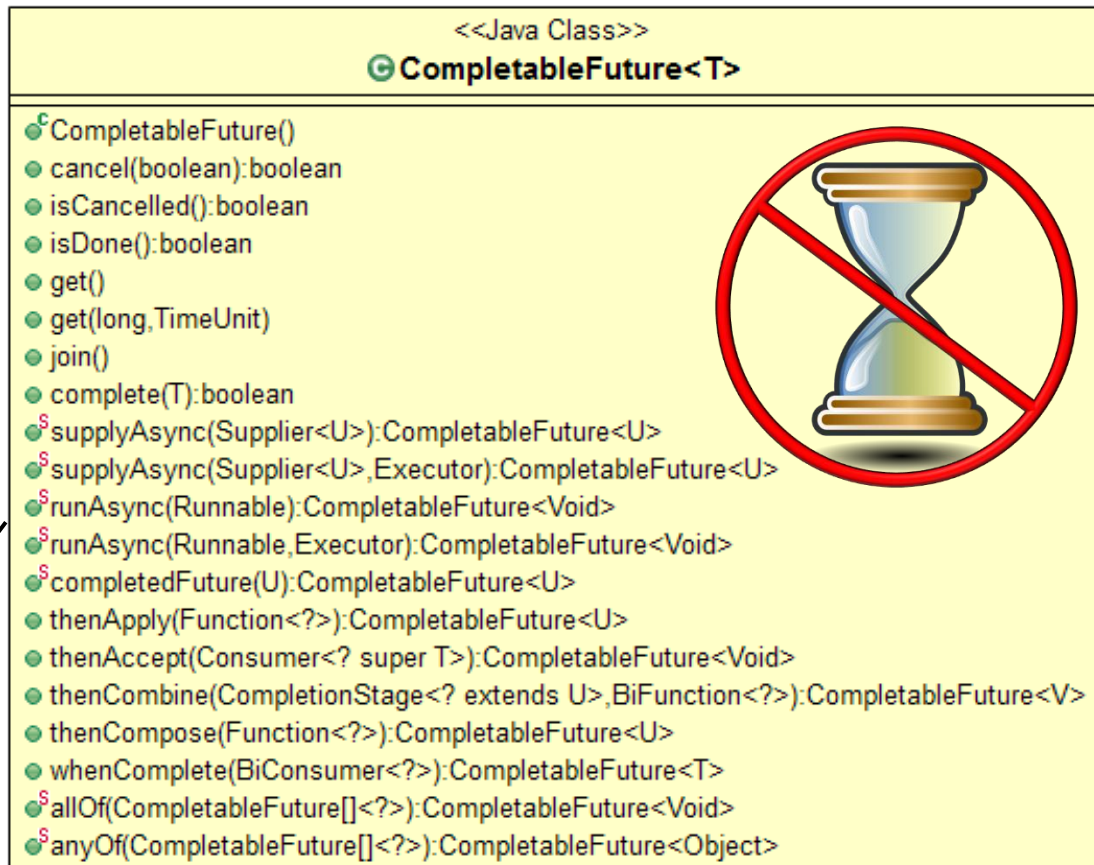 <<Java Class>>
CompletableFuture<T>
CompletableFuture()
cancel(boolean):boolean
isCancelled():boolean
isDone():boolean
get()
get(long,TimeUnit)
join()
complete(T):boolean
supplyAsync(Supplier<U>):CompletableFuture<U>
supplyAsync(Supplier<U>,Executor):CompletableFuture<U>
runAsync(Runnable):CompletableFuture<Void>
runAsync(Runnable,Executor):CompletableFuture<Void>
completedFuture(U):CompletableFuture<U>
thenApply(Function<?>):CompletableFuture<U>
thenAccept(Consumer<? super T>):CompletableFuture<Void>
thenCombine(CompletionStage<? extends U>,BiFunction<?>):CompletableFuture<V>
thenCompose(Function<?>):CompletableFuture<U>
whenComplete(BiConsumer<?>):CompletableFuture<T>
allOf(CompletableFuture[]<?>):CompletableFuture<Void>
anyOf(CompletableFuture[]<?>):CompletableFuture<Object>